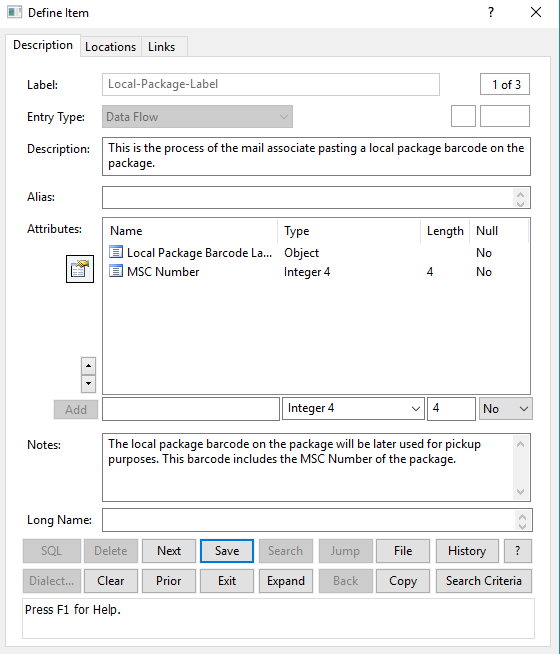 Define Item
?
Description
Locations
Links
Label:
Local-Package-Label
1 of 3
Entry Type:
Data Flow
Description:
This is the process of the mail associate pasting a local package barcode on the
package.
Alias:
Attributes:
Name Type Length Null
Local Package Barcode La... Object No
MSC Number Integer 4 4 No
Add
Integer 4
4
No
Notes:
The local package barcode on the package will be later used for pickup
purposes. This barcode includes the MSC Number of the package.
Long Name:
SQL Delete Next Save Search Jump File History ?
Dialect... Clear Prior Exit Expand Back Copy Search Criteria
Press F1 for Help.